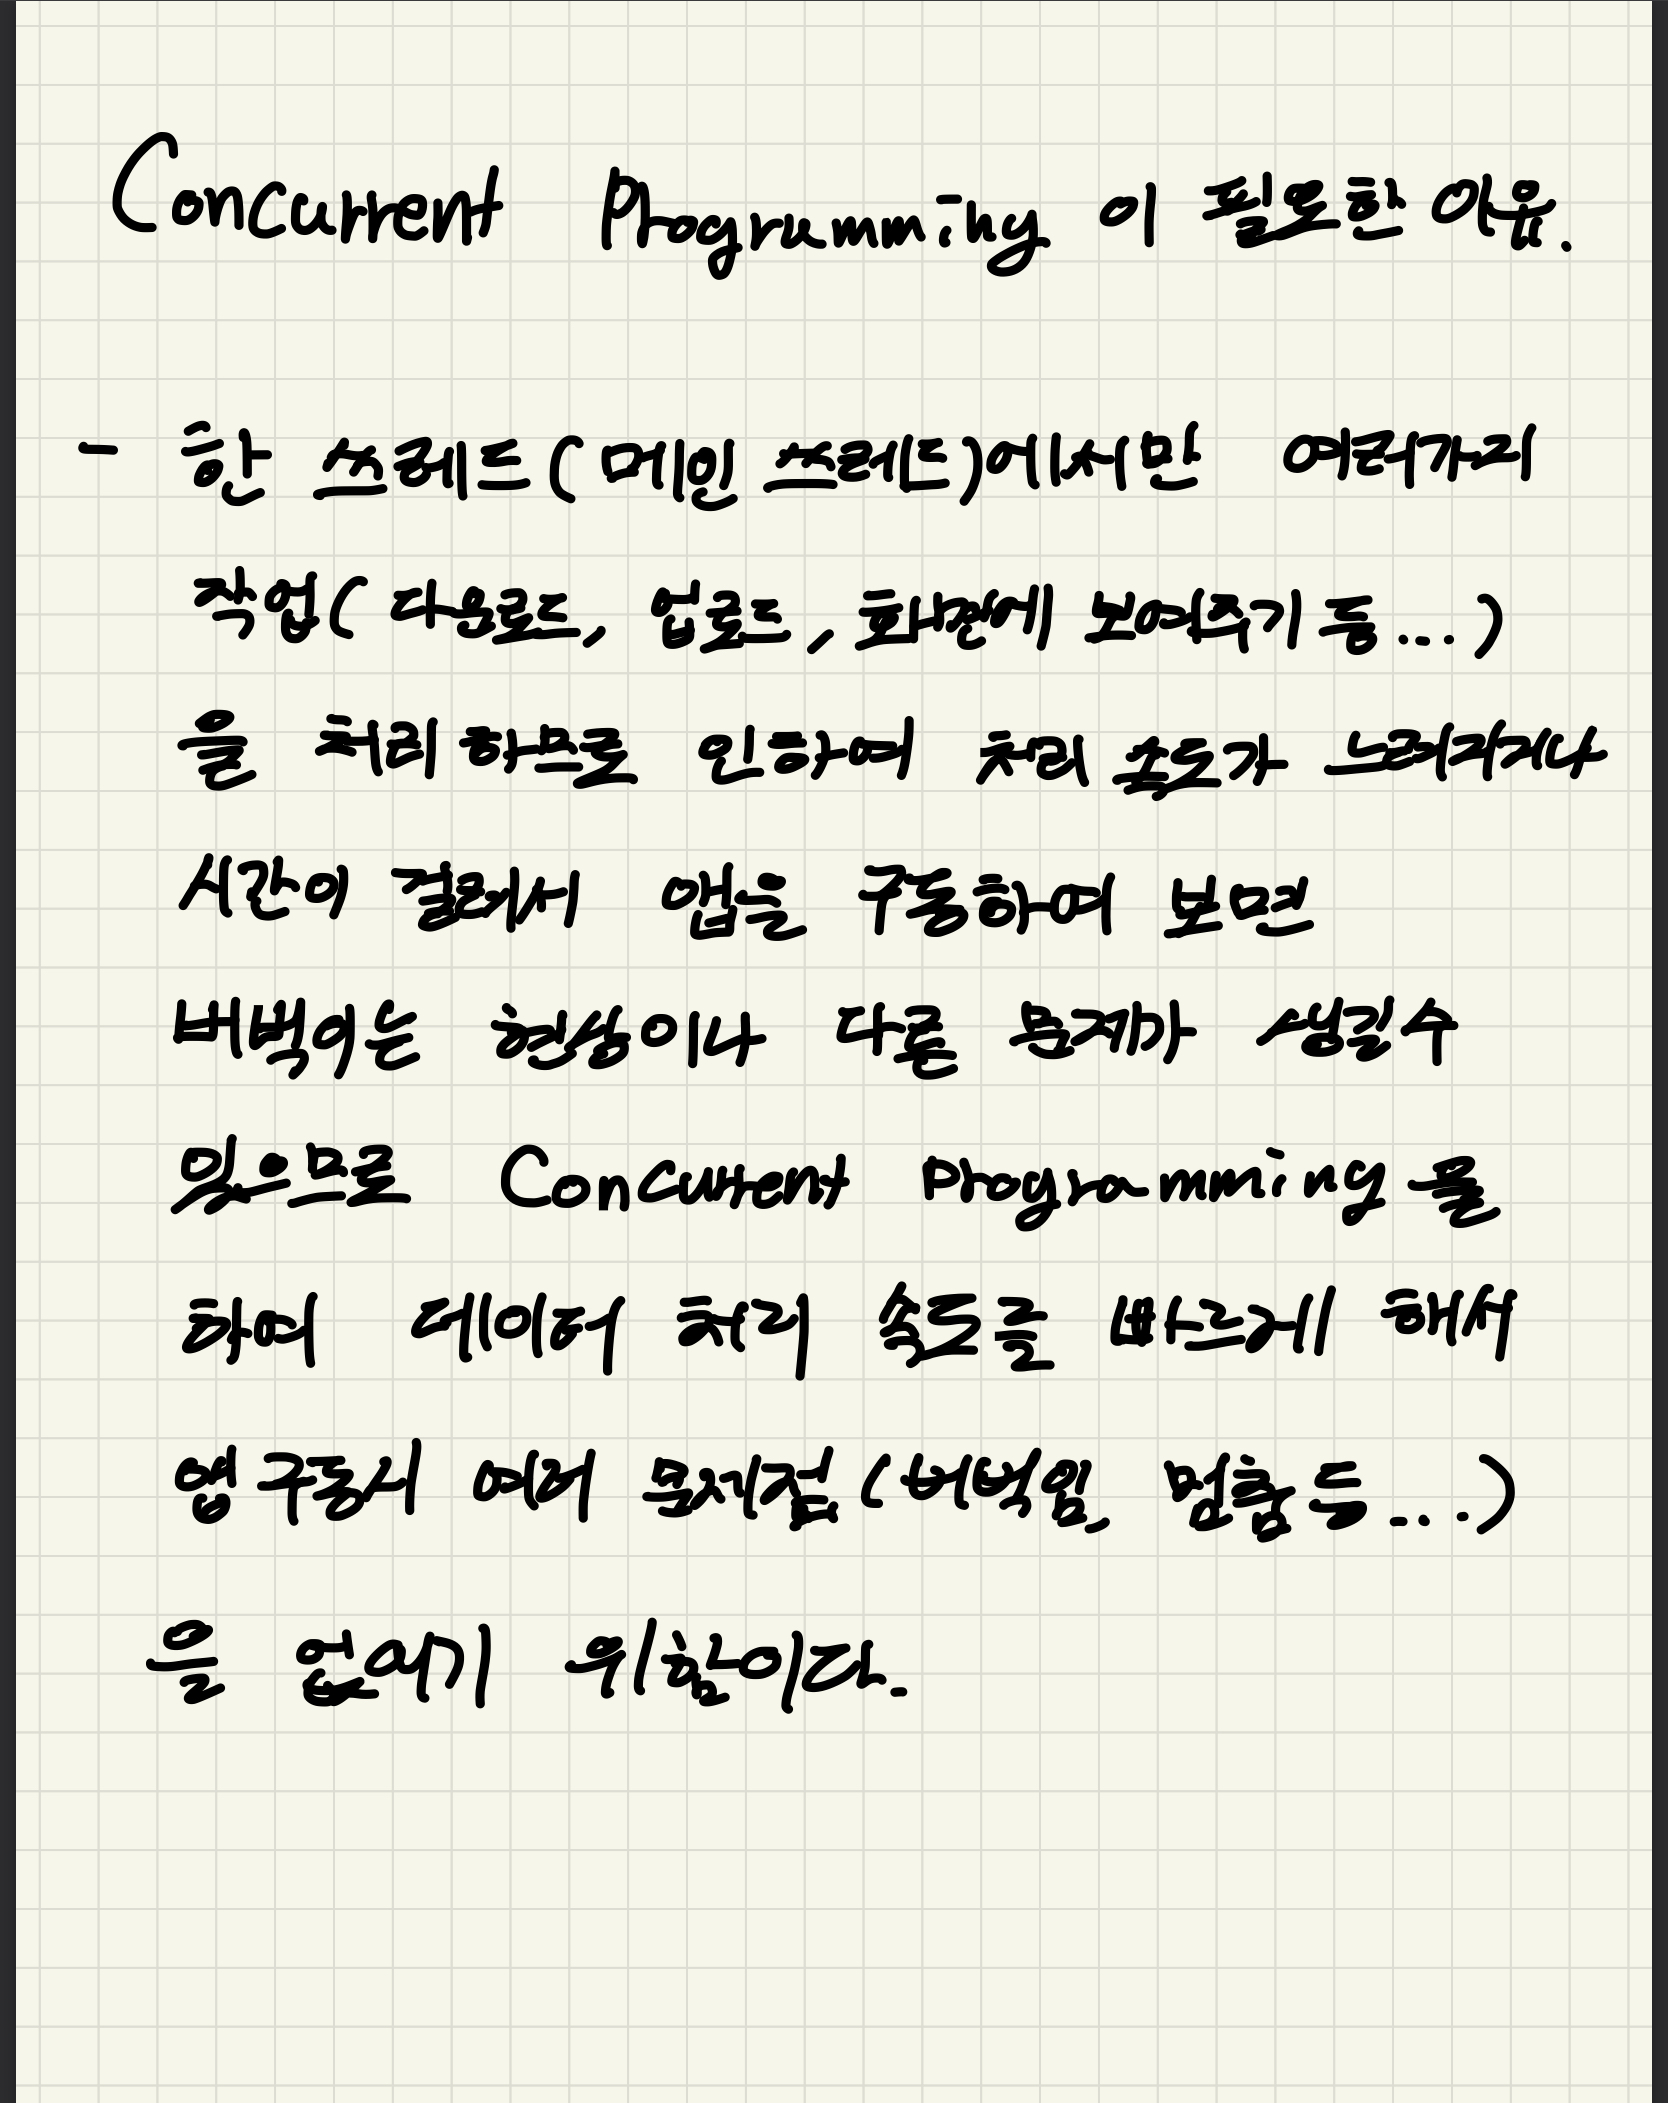 Concurrent Programming 이 필요한 이유.
- 한 쓰레드(메인 쓰레드)에서만 여러가지
작업(다운로드, 업로드, 화면에 보여주기 등...)
을 처리하므로 인하여 처리 속도가 느려지거나
시간이 걸려서 앱을 구동하여 보면
버벅이는 현상이나 다른 문제가 생길수
있으므로 Concurrent Programming 을
하여 데이터 처리 속도를 빠르게 해서
앱 구동시 여러 문제점(버벅임, 멈춤 등...)
을 없애기 위함이다.